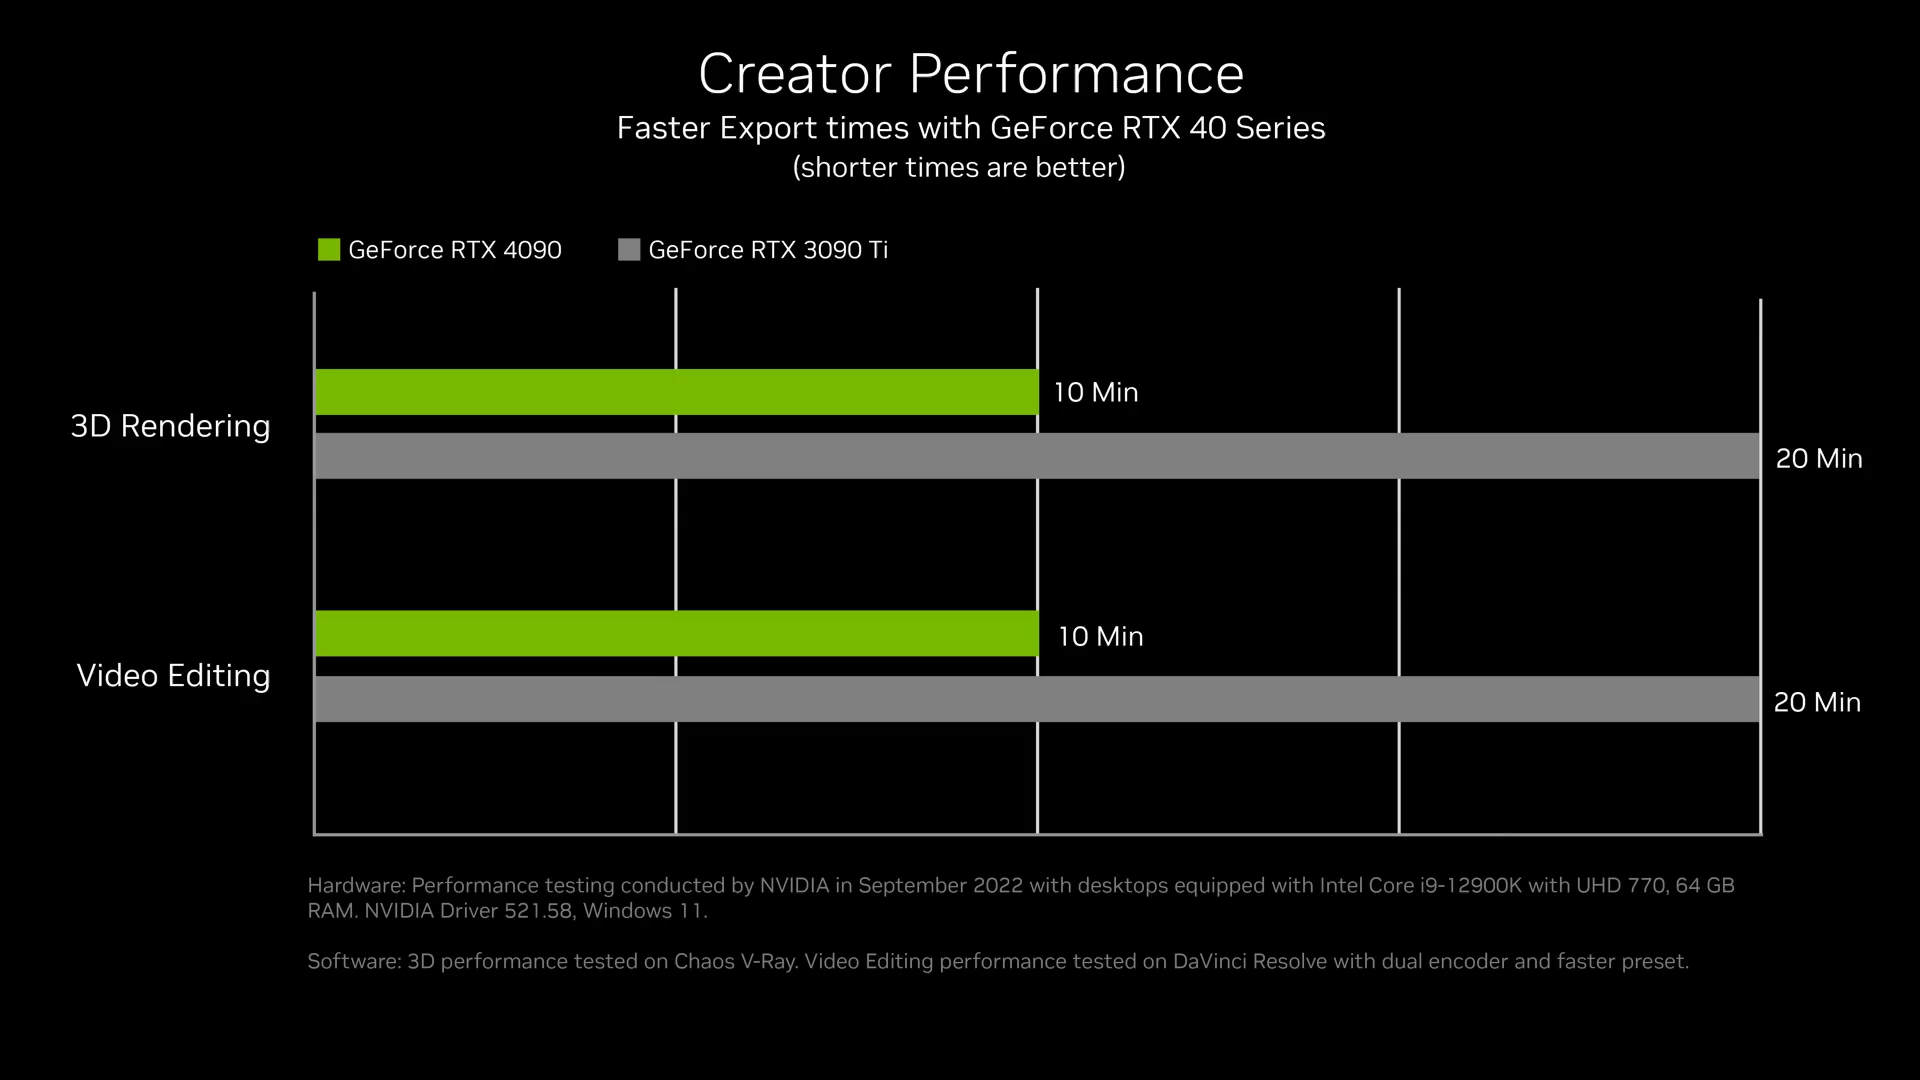 Creator Performance
Faster Export times with GeForce RTX 40 Series
(shorter times are better)
GeForce RTX 4090
GeForce RTX 3090 Ti
3D Rendering
10 Min
20 Min
Video Editing
10 Min
20 Min
Hardware: Performance testing conducted by NVIDIA in September 2022 with desktops equipped with Intel Core i9-12900K with UHD 770, 64 GB
RAM. NVIDIA Driver 521.58, Windows 11.
Software: 3D performance tested on Chaos V-Ray. Video Editing performance tested on DaVinci Resolve with dual encoder and faster preset.